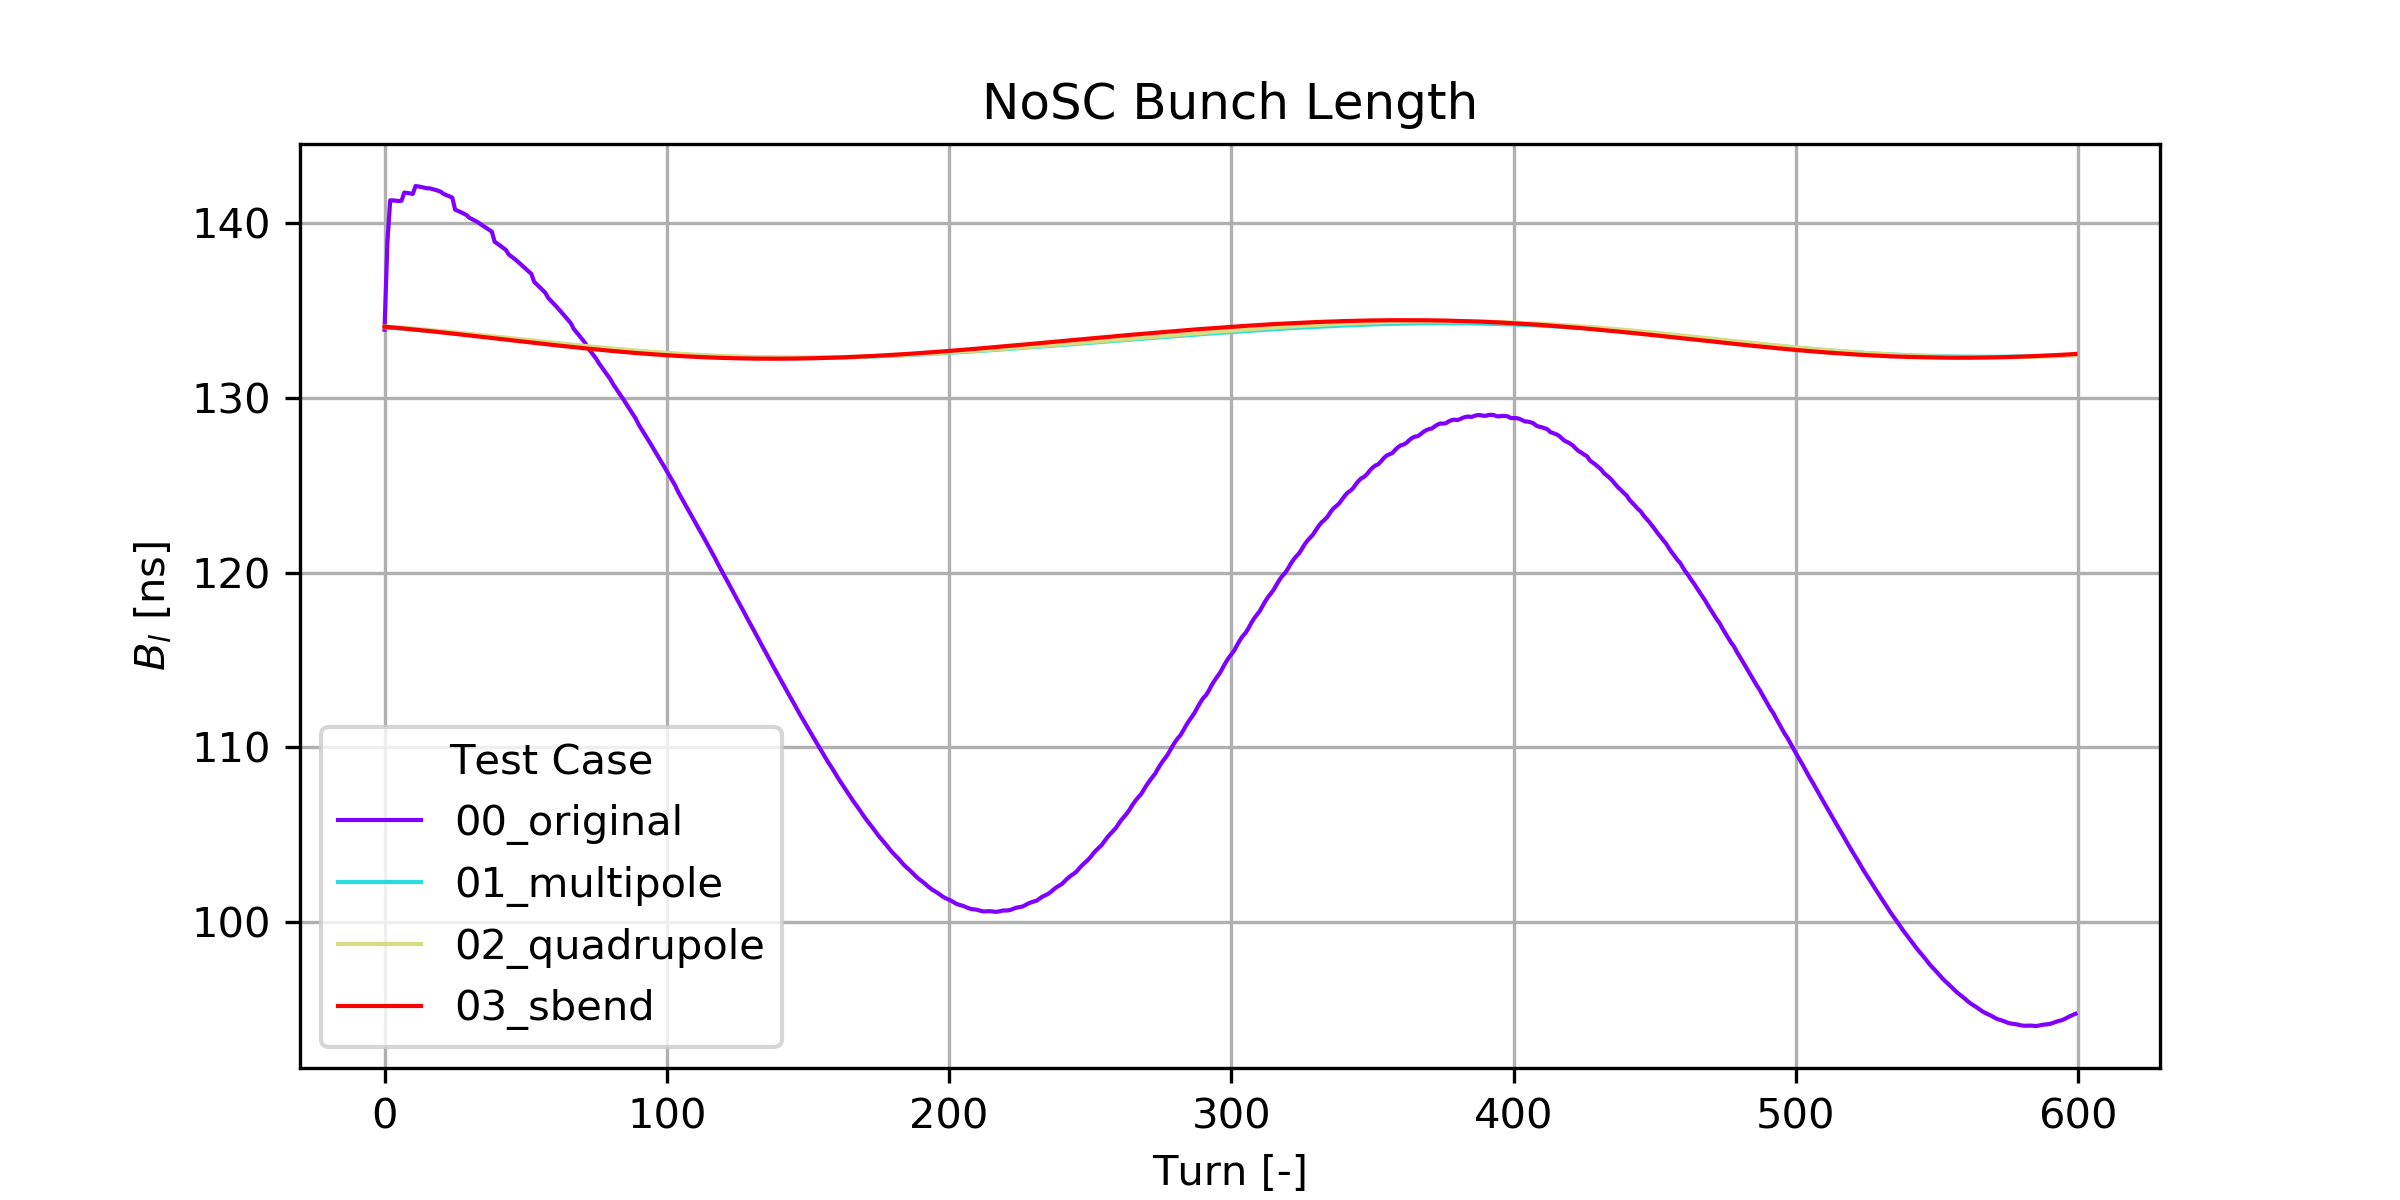 NoSC Bunch Length
140
130
120
110
100
B_l [ns]
Test Case
00_original
01_multipole
02_quadrupole
03_sbend
0 100 200 300 400 500 600
Turn [-]